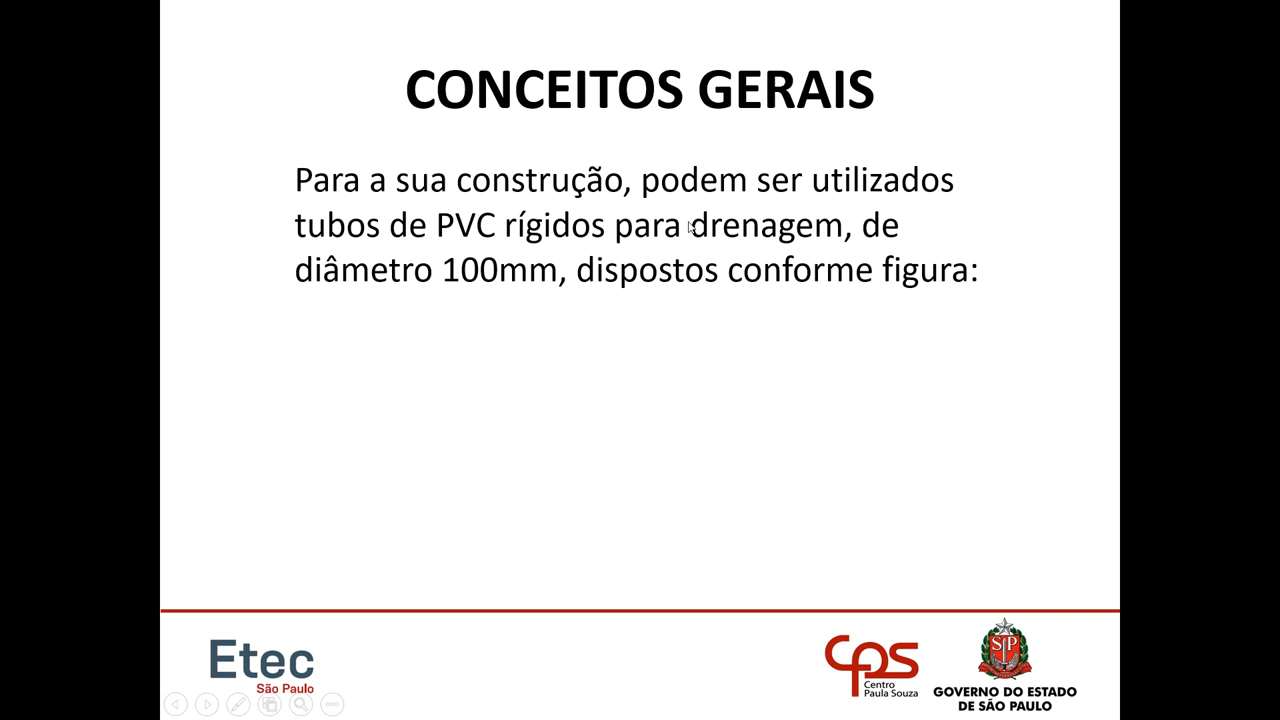 CONCEITOS GERAIS
Para a sua construção, podem ser utilizados
tubos de PVC rígidos para drenagem, de
diâmetro 100mm, dispostos conforme figura:
Etec
São Paulo
cps
Centro
Paula Souza
SP
GOVERNO DO ESTADO
DE SÃO PAULO